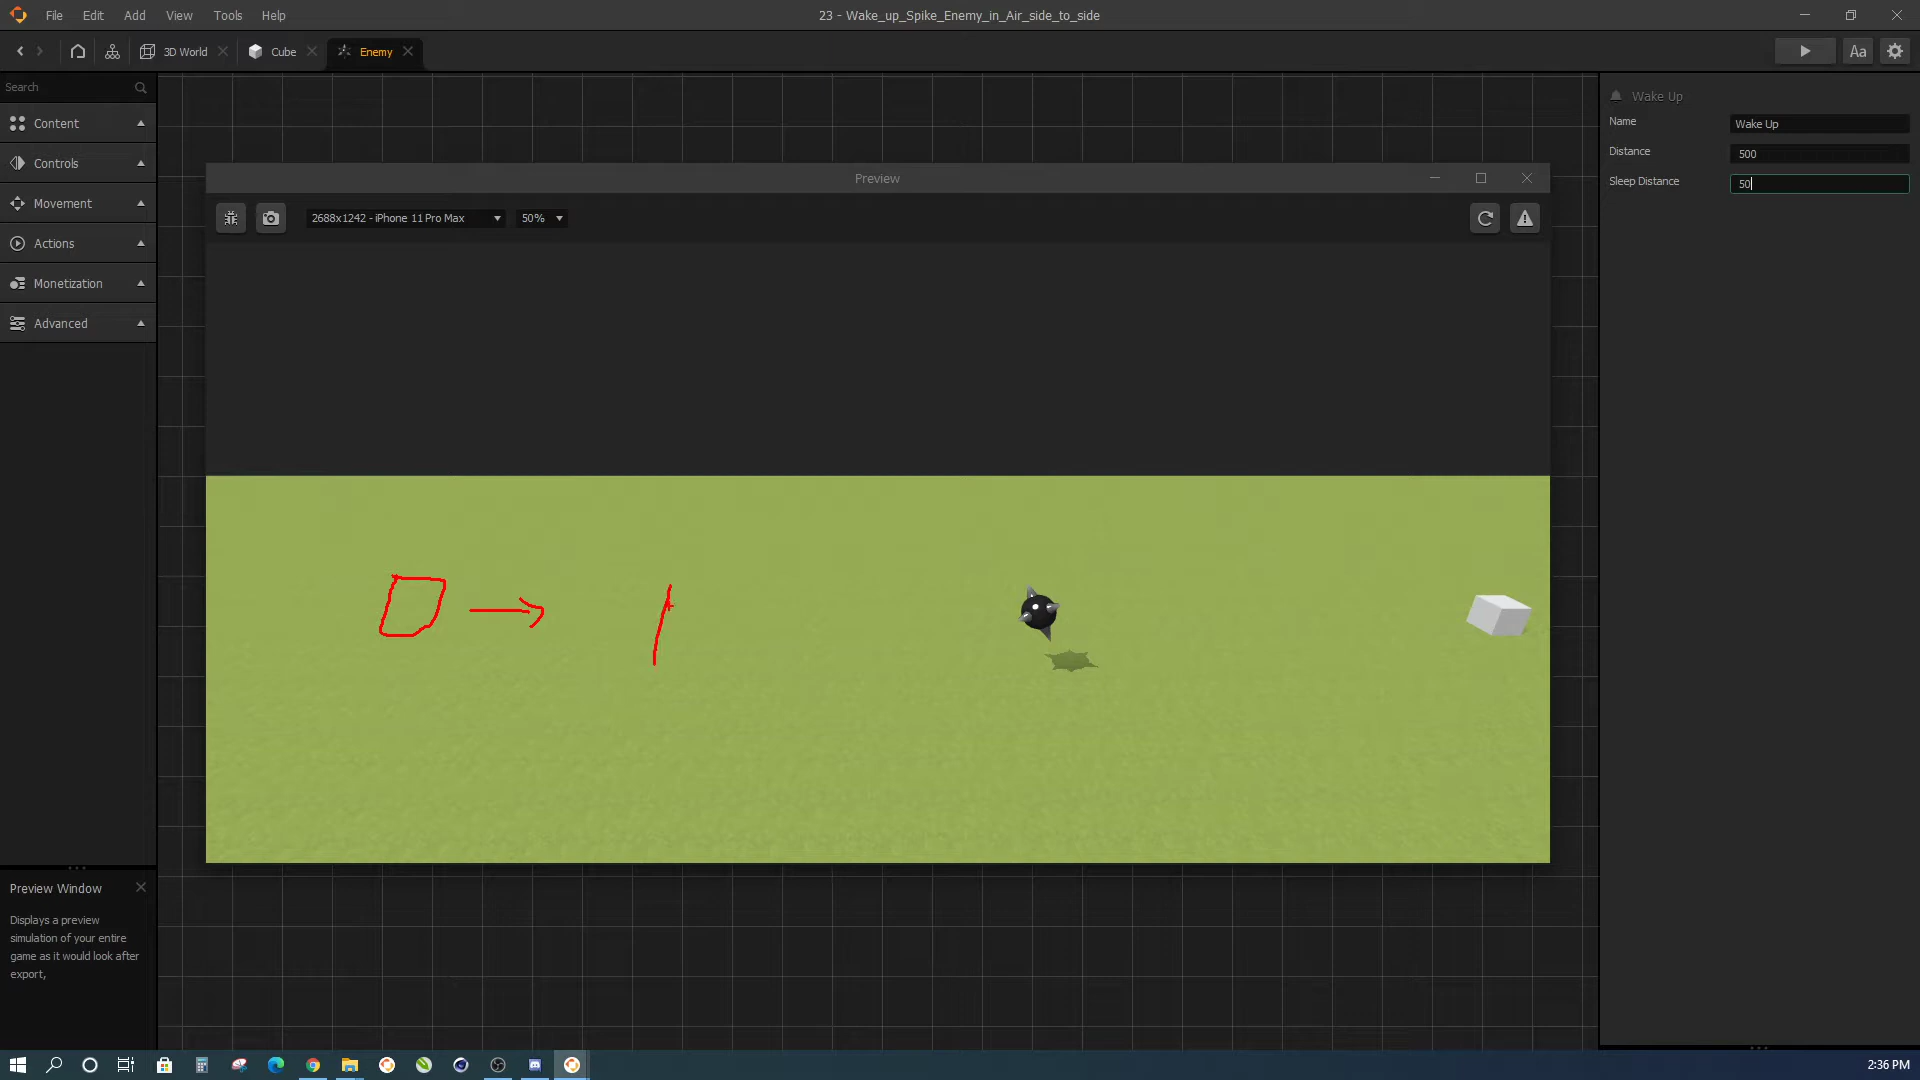 File Edit Add View Tools Help
23 - Wake_up_Spike_Enemy_in_Air_side_to_side
3D World Cube Enemy
Aa
Search
Content
Controls
Movement
Actions
Monetization
Advanced
Preview
2688x1242 - iPhone 11 Pro Max 50%
Wake Up
Name Wake Up
Distance 500
Sleep Distance 50
Preview Window
Displays a preview
simulation of your entire
game as it would look after
export,
2:36 PM